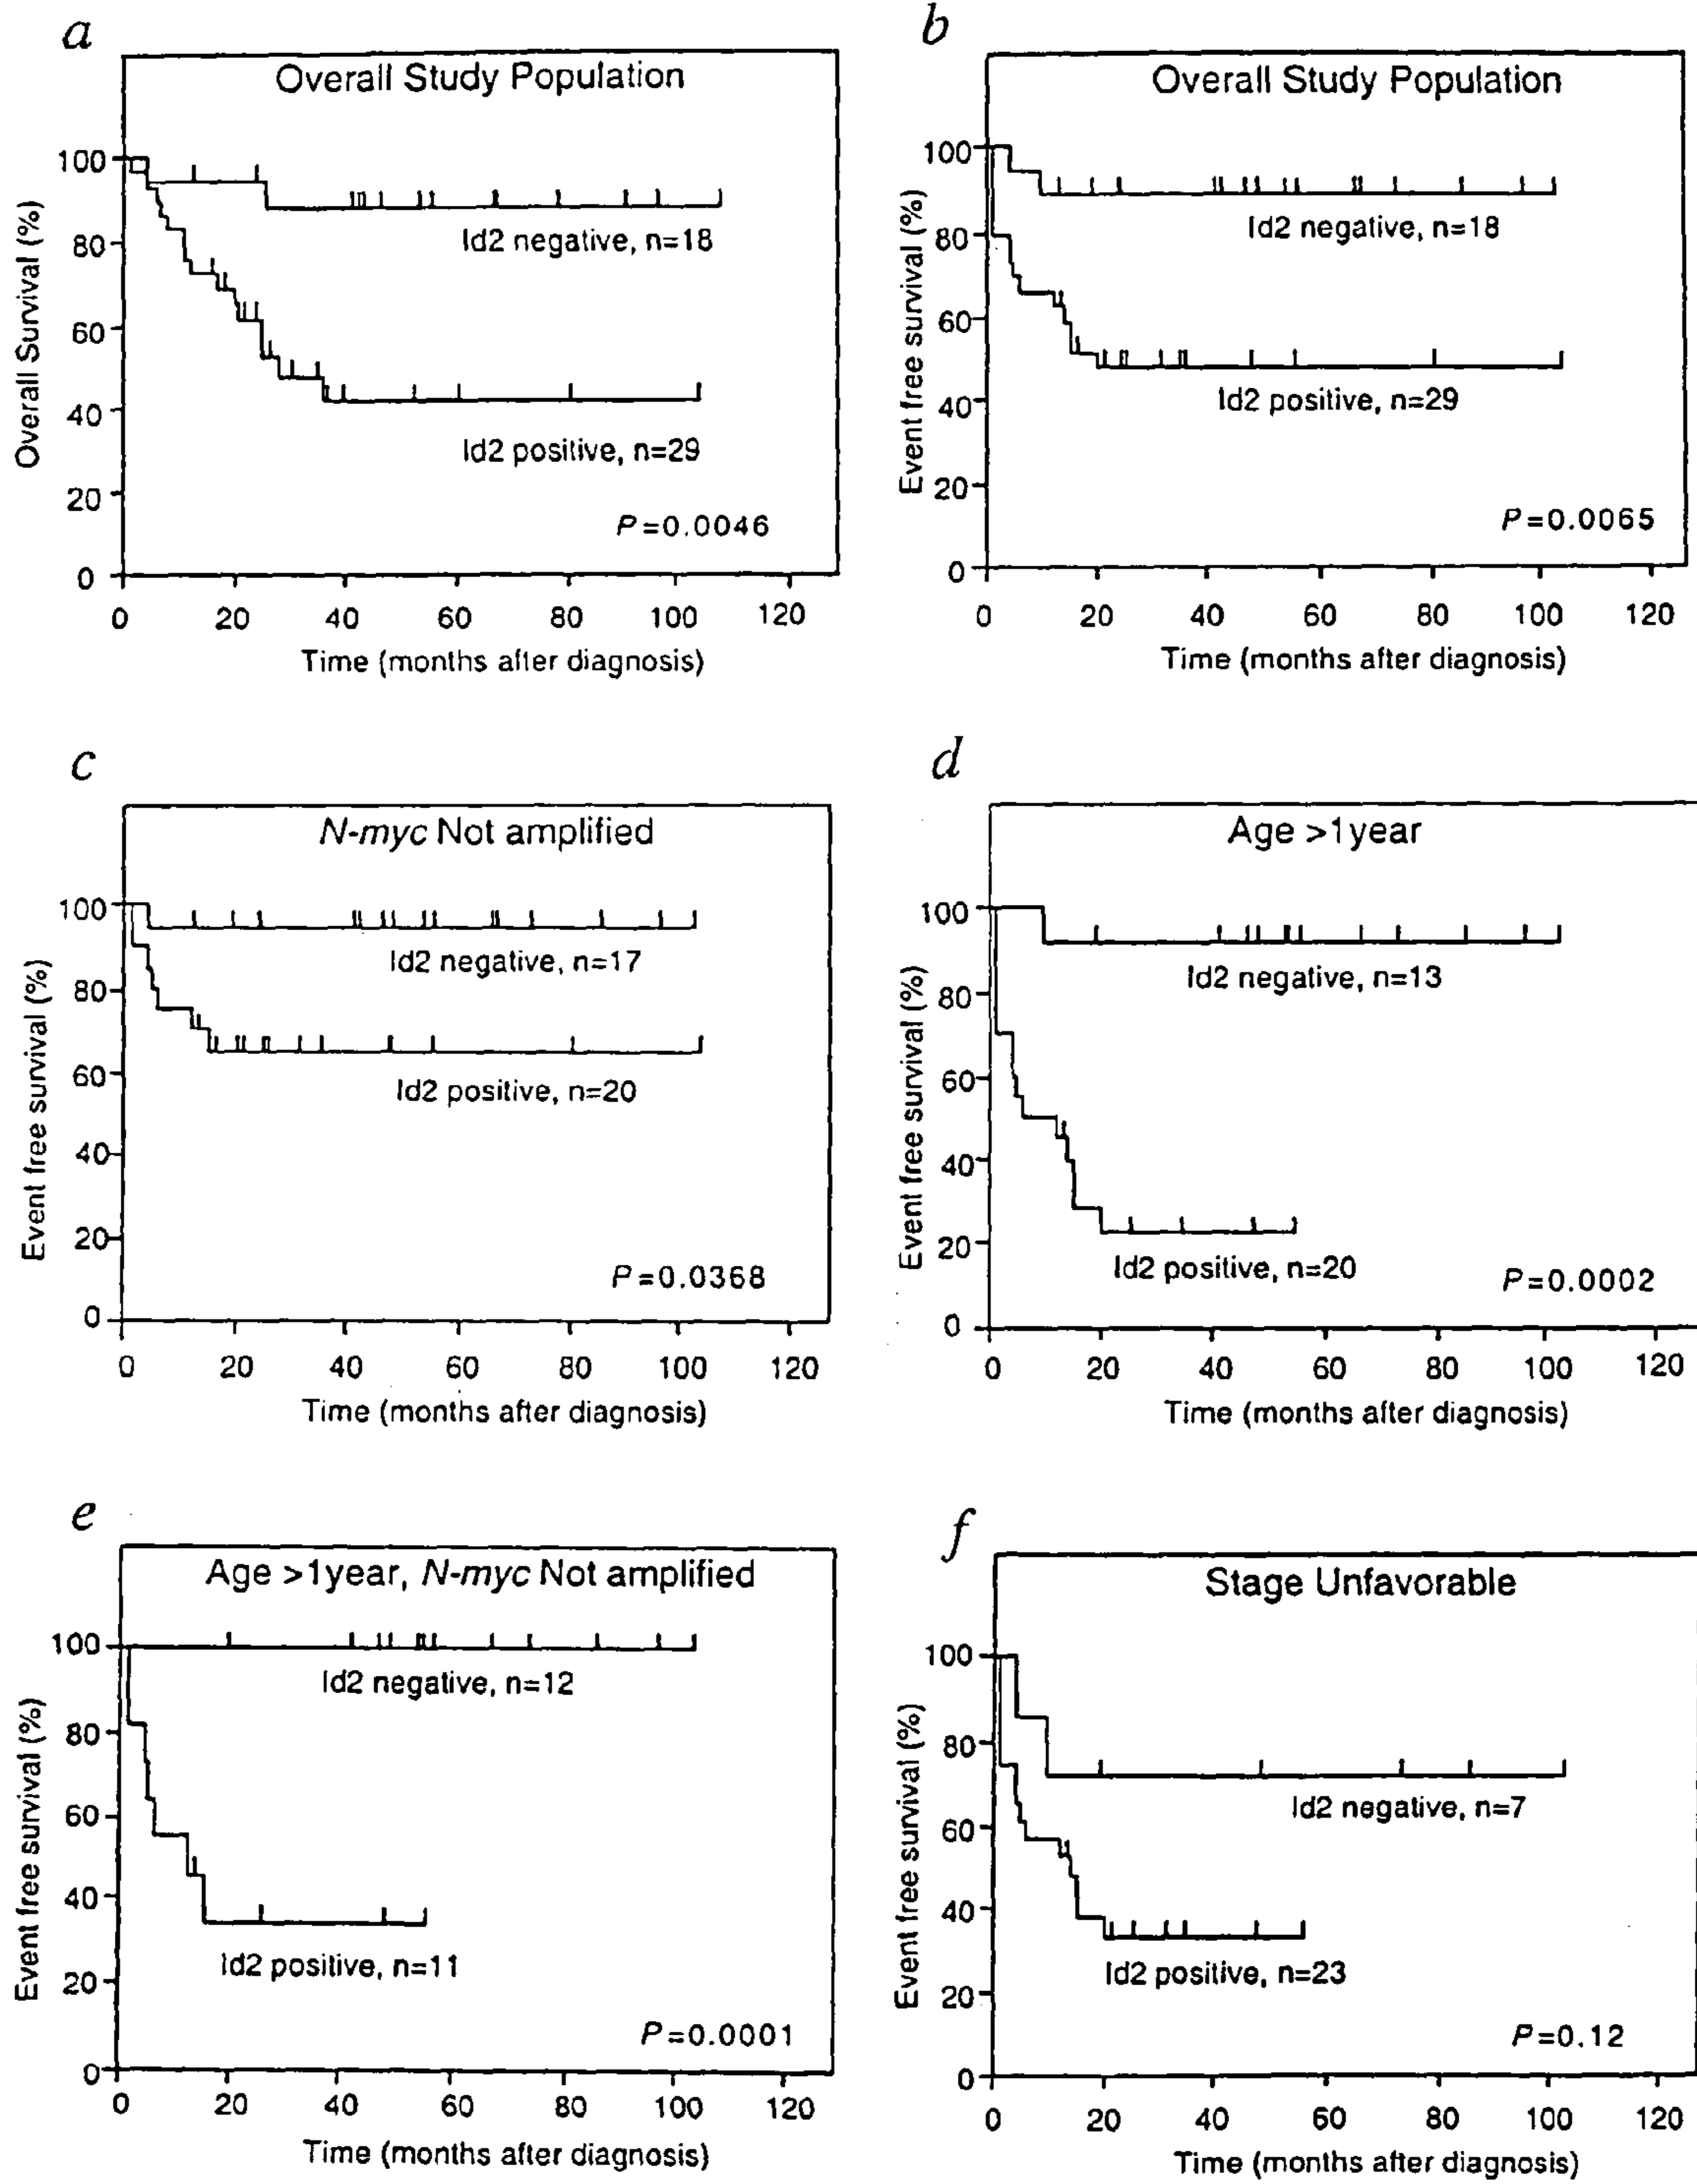 a
Overall Study Population
Overall Survival (%)
100
80
60
40
20
0
Id2 negative, n=18
Id2 positive, n=29
P=0.0046
0 20 40 60 80 100 120
Time (months after diagnosis)
b
Overall Study Population
Event free survival (%)
100
80
60
40
20
0
Id2 negative, n=18
Id2 positive, n=29
P=0.0065
0 20 40 60 80 100 120
Time (months after diagnosis)
c
N-myc Not amplified
Event free survival (%)
100
80
60
40
20
0
Id2 negative, n=17
Id2 positive, n=20
P=0.0368
0 20 40 60 80 100 120
Time (months after diagnosis)
d
Age >1year
Event free survival (%)
100
80
60
40
20
0
Id2 negative, n=13
Id2 positive, n=20
P=0.0002
0 20 40 60 80 100 120
Time (months after diagnosis)
e
Age >1year, N-myc Not amplified
Event free survival (%)
100
80
60
40
20
0
Id2 negative, n=12
Id2 positive, n=11
P=0.0001
0 20 40 60 80 100 120
Time (months after diagnosis)
f
Stage Unfavorable
Event free survival (%)
100
80
60
40
20
0
Id2 negative, n=7
Id2 positive, n=23
P=0.12
0 20 40 60 80 100 120
Time (months after diagnosis)